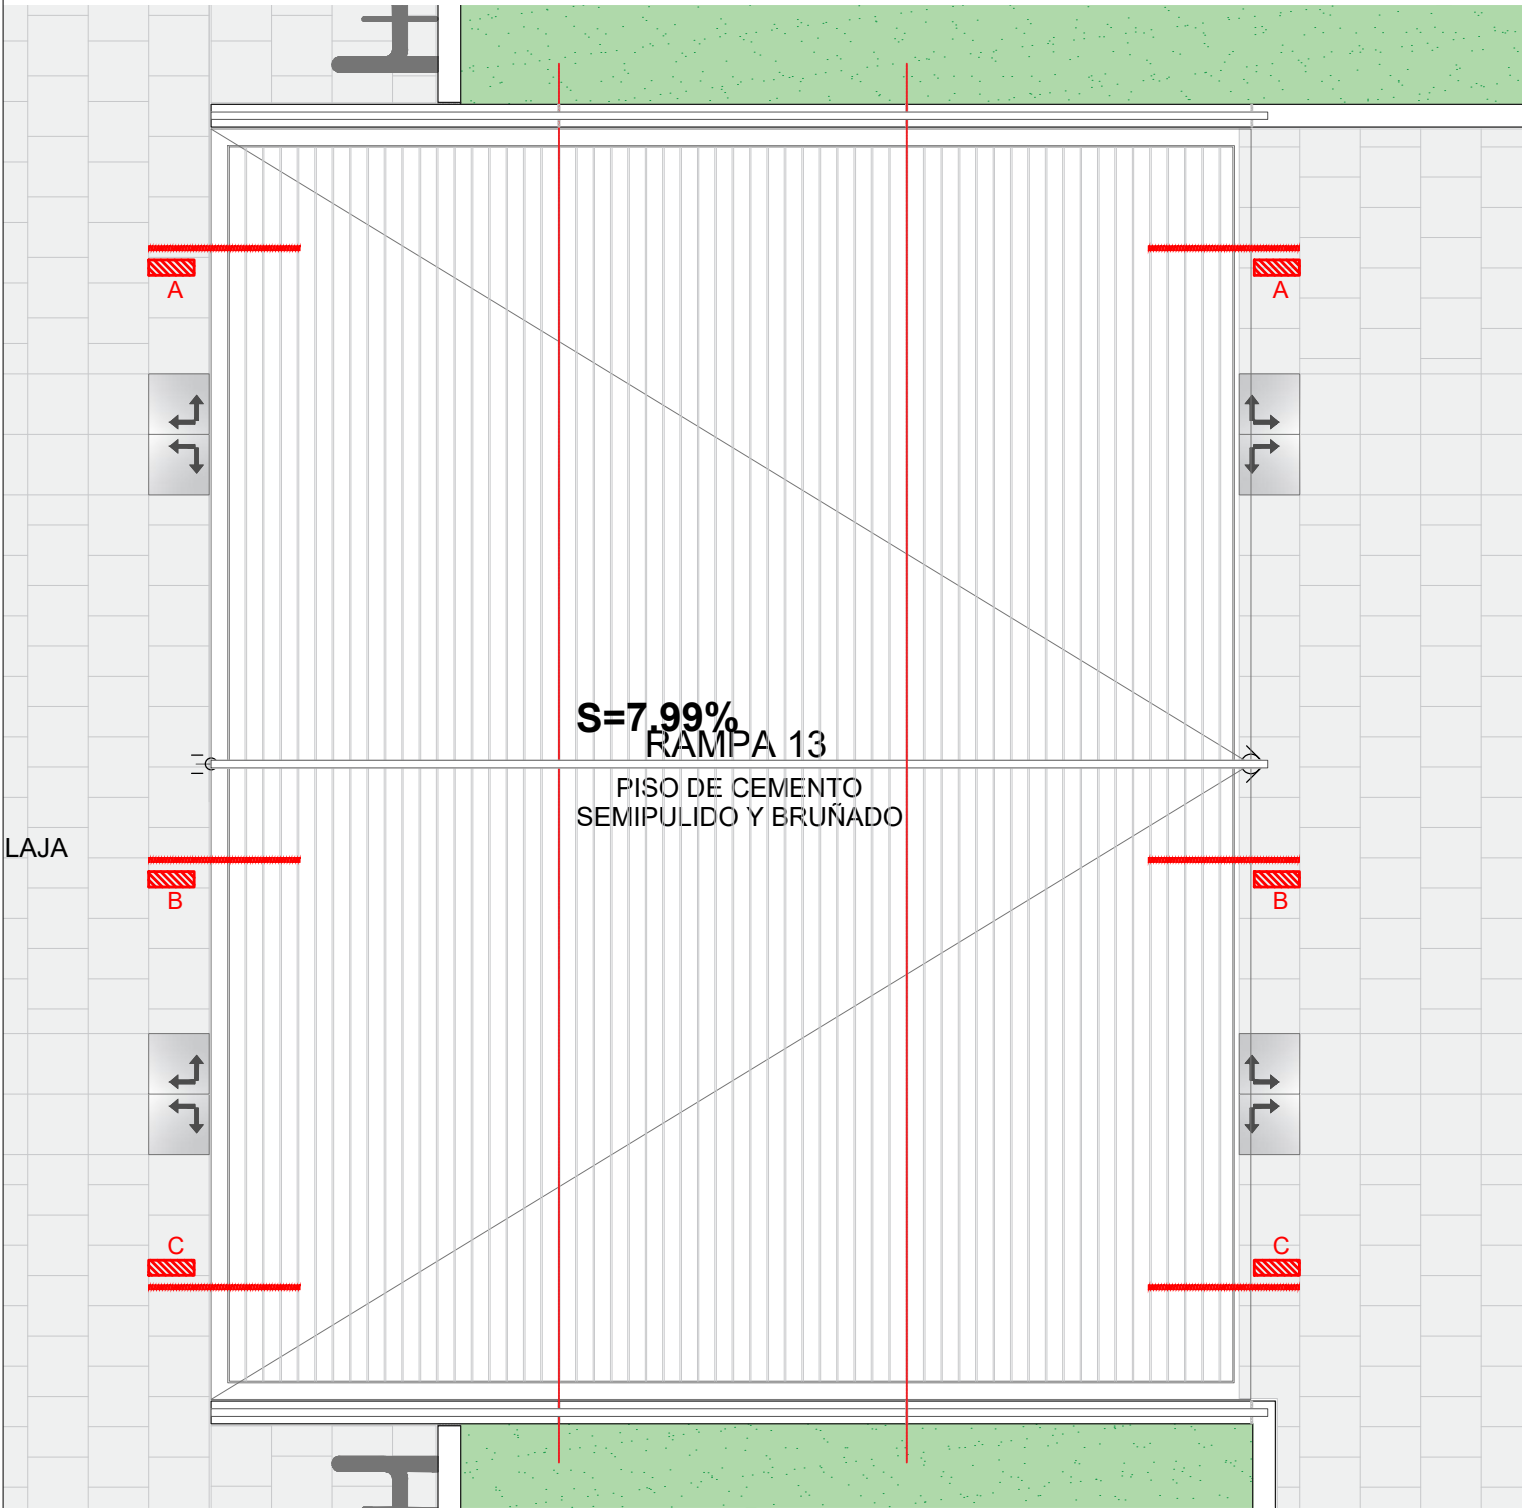 A
A
S=7.99%
RAMPA 13
PISO DE CEMENTO
SEMIPULIDO Y BRUÑADO
LAJA
B
B
C
C